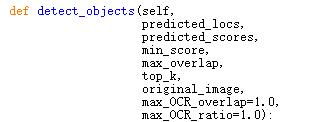 def detect_objects(self,
predicted_locs,
predicted_scores,
min_score,
max_overlap,
top_k,
original_image,
max_OCR_overlap=1.0,
max_OCR_ratio=1.0):